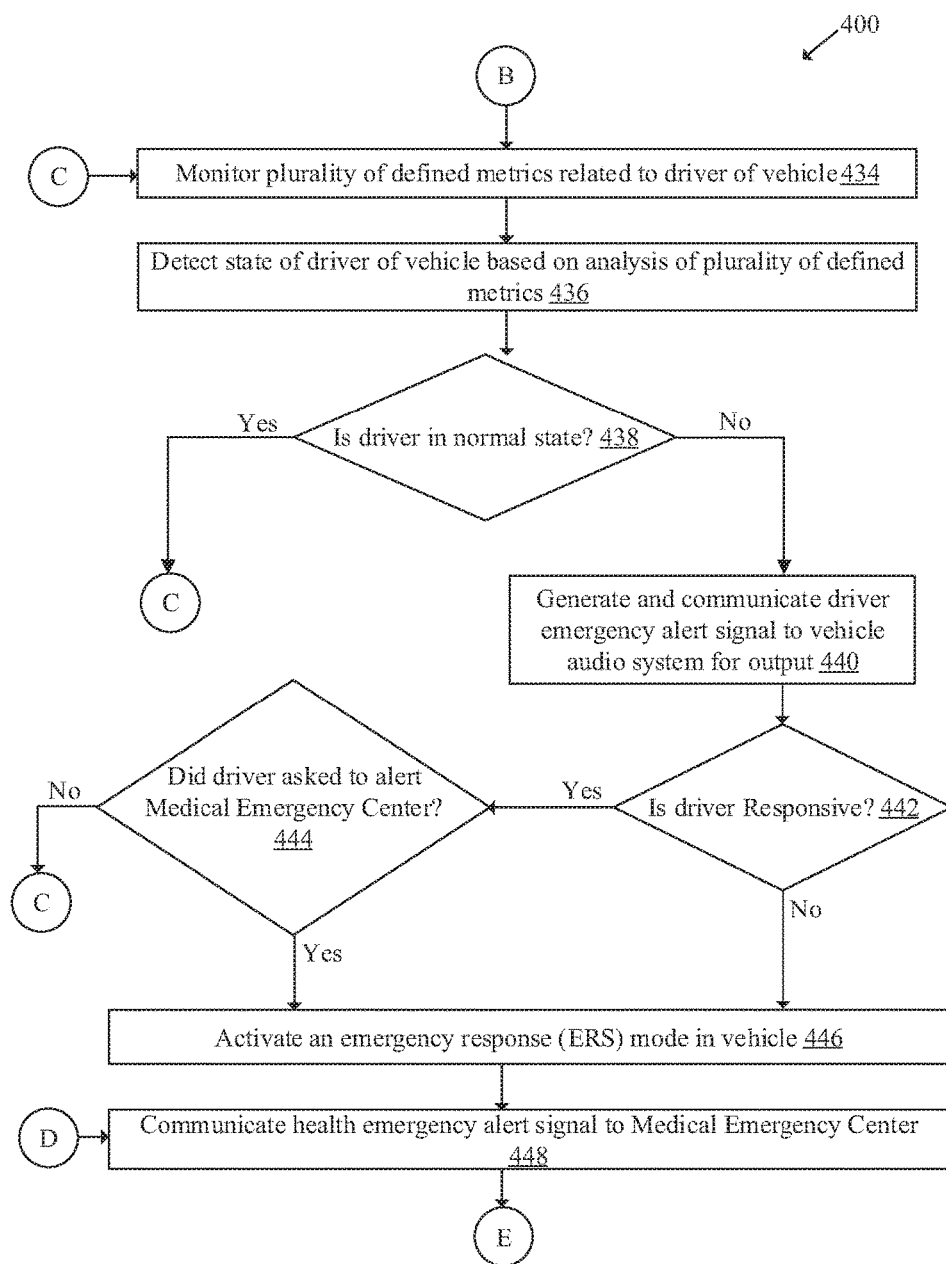 400
B
C
Monitor plurality of defined metrics related to driver of vehicle 434
Detect state of driver of vehicle based on analysis of plurality of defined
metrics 436
Yes
Is driver in normal state? 438
No
C
Generate and communicate driver
emergency alert signal to vehicle
audio system for output 440
Did driver asked to alert
Medical Emergency Center?
444
No
Yes
Is driver Responsive? 442
C
Yes
No
Activate an emergency response (ERS) mode in vehicle 446
D
Communicate health emergency alert signal to Medical Emergency Center
448
E